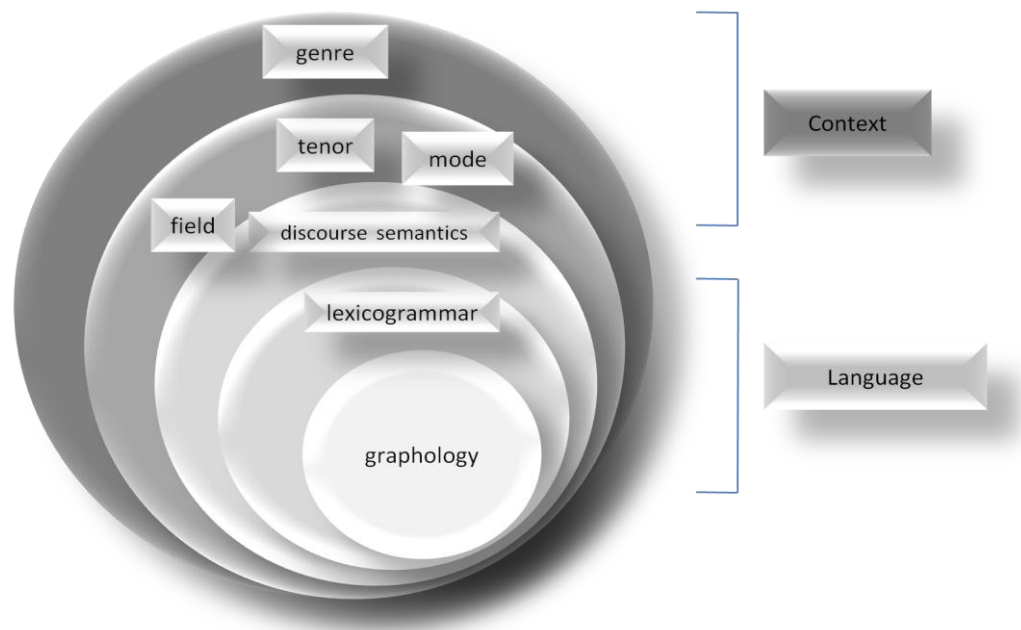 genre
tenor
mode
field
discourse semantics
lexicogrammar
graphology
Context
Language